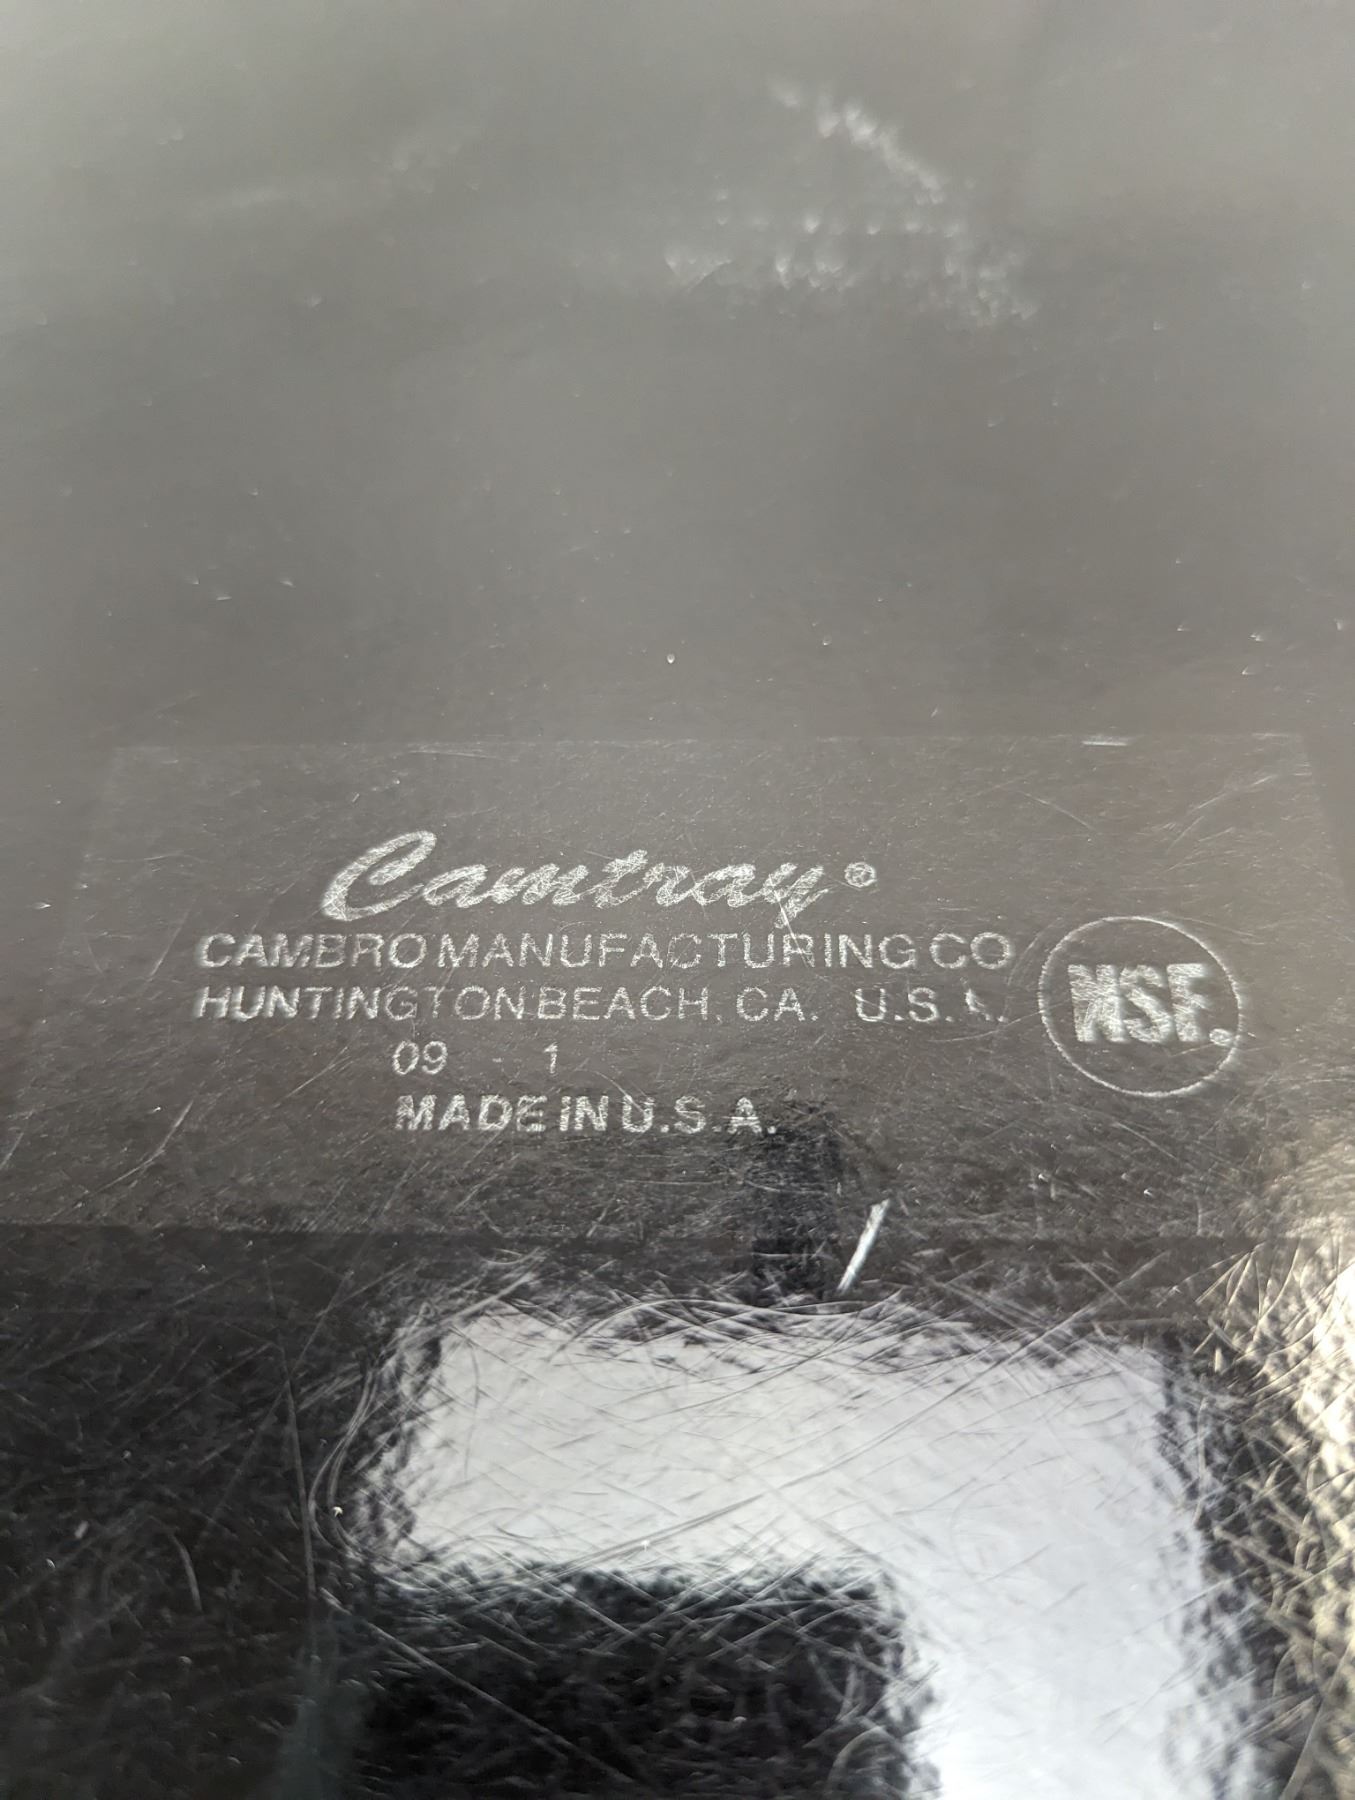 Camtray®
CAMBRO MANUFACTURING CO
HUNTINGTON BEACH, CA. U.S.A.
NSF.
09 - 1
MADE IN U.S.A.